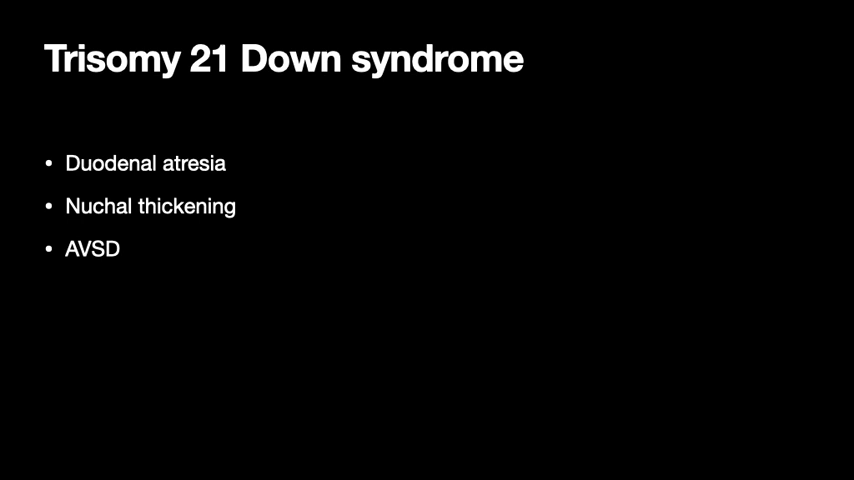 Trisomy 21 Down syndrome
• Duodenal atresia
• Nuchal thickening
• AVSD